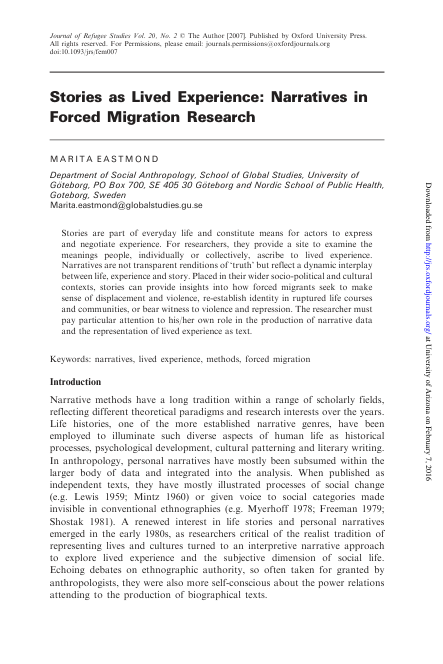 Journal of Refugee Studies Vol. 20, No. 2 © The Author [2007]. Published by Oxford University Press.
All rights reserved. For Permissions, please email: journals.permissions@oxfordjournals.org
doi:10.1093/jrs/fem007
Stories as Lived Experience: Narratives in
Forced Migration Research
MARITA EASTMOND
Department of Social Anthropology, School of Global Studies, University of
Göteborg, PO Box 700, SE 405 30 Göteborg and Nordic School of Public Health,
Goteborg, Sweden
Marita.eastmond@globalstudies.gu.se
Stories are part of everyday life and constitute means for actors to express
and negotiate experience. For researchers, they provide a site to examine the
meanings people, individually or collectively, ascribe to lived experience.
Narratives are not transparent renditions of 'truth' but reflect a dynamic interplay
between life, experience and story. Placed in their wider socio-political and cultural
contexts, stories can provide insights into how forced migrants seek to make
sense of displacement and violence, re-establish identity in ruptured life courses
and communities, or bear witness to violence and repression. The researcher must
pay particular attention to his/her own role in the production of narrative data
and the representation of lived experience as text.
Keywords: narratives, lived experience, methods, forced migration
Introduction
Narrative methods have a long tradition within a range of scholarly fields,
reflecting different theoretical paradigms and research interests over the years.
Life histories, one of the more established narrative genres, have been
employed to illuminate such diverse aspects of human life as historical
processes, psychological development, cultural patterning and literary writing.
In anthropology, personal narratives have mostly been subsumed within the
larger body of data and integrated into the analysis. When published as
independent texts, they have mostly illustrated processes of social change
(e.g. Lewis 1959; Mintz 1960) or given voice to social categories made
invisible in conventional ethnographies (e.g. Myerhoff 1978; Freeman 1979;
Shostak 1981). A renewed interest in life stories and personal narratives
emerged in the early 1980s, as researchers critical of the realist tradition of
representing lives and cultures turned to an interpretive narrative approach
to explore lived experience and the subjective dimension of social life.
Echoing debates on ethnographic authority, so often taken for granted by
anthropologists, they were also more self-conscious about the power relations
attending to the production of biographical texts.
Downloaded from http://jrs.oxfordjournals.org/ at University of Arizona on February 7, 2016